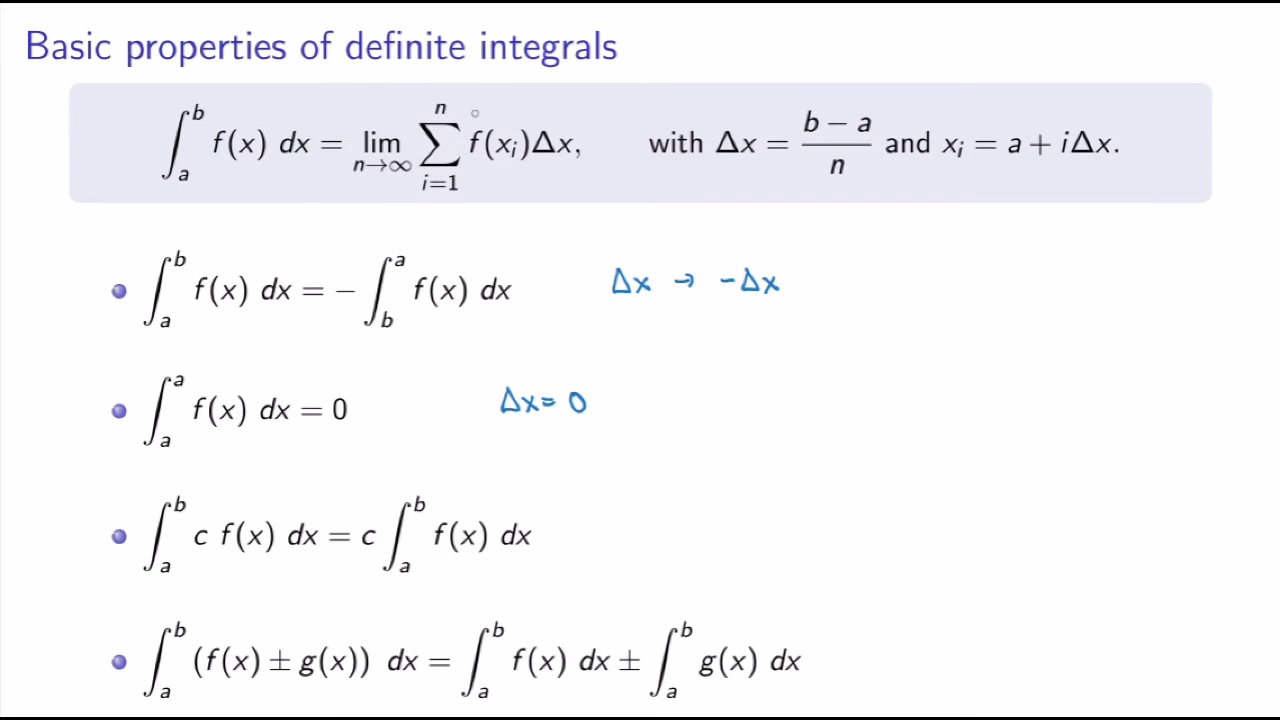 Basic properties of definite integrals
∫_a^b f(x) dx = lim_{n→∞} ∑_{i=1}^n f(x_i)Δx, with Δx = (b − a)/n and x_i = a + iΔx.
∫_a^b f(x) dx = − ∫_b^a f(x) dx Δx → −Δx
∫_a^a f(x) dx = 0 Δx = 0
∫_a^b c f(x) dx = c ∫_a^b f(x) dx
∫_a^b (f(x) ± g(x)) dx = ∫_a^b f(x) dx ± ∫_a^b g(x) dx